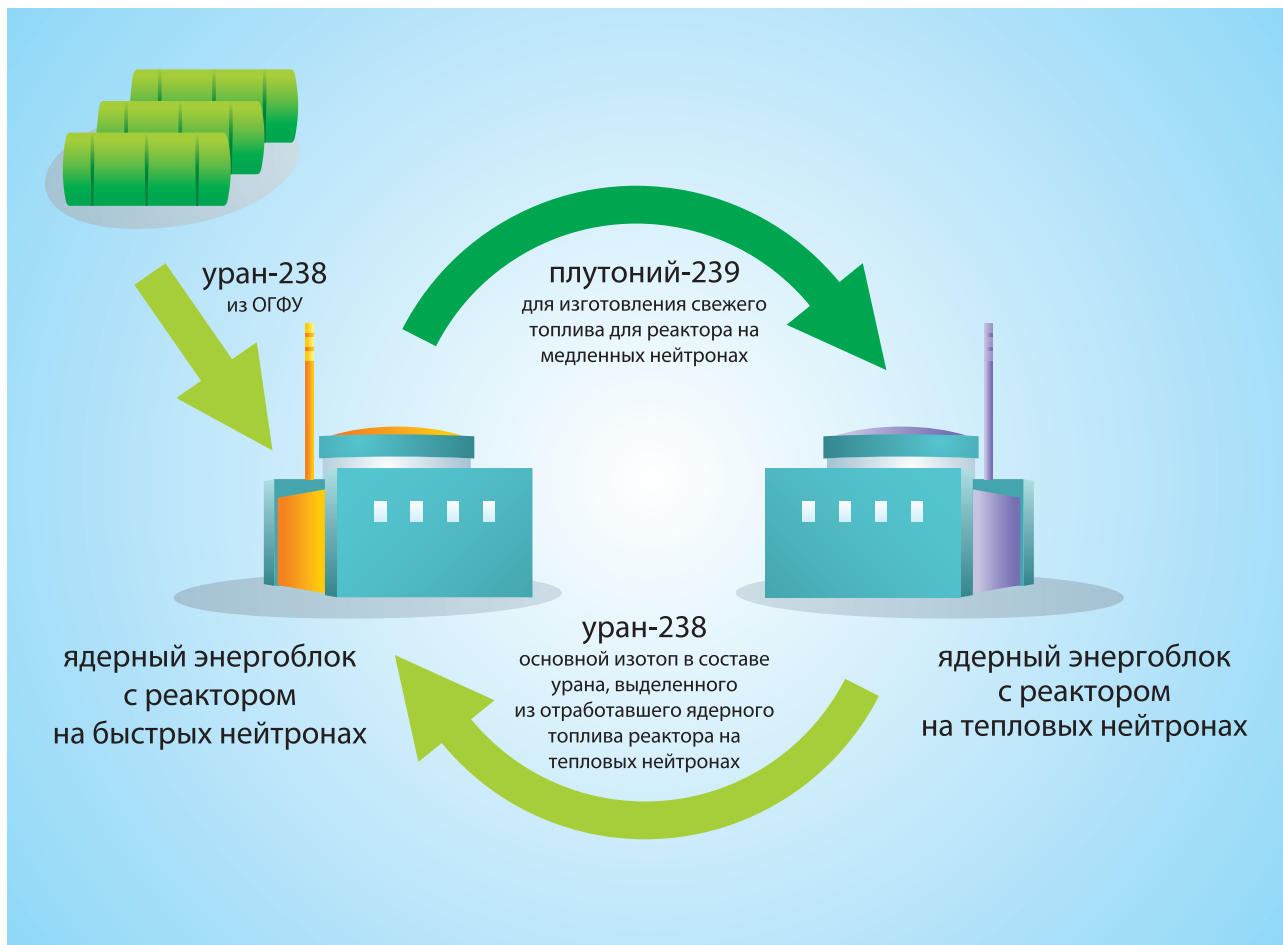 уран-238
из ОГФУ
плутоний-239
для изготовления свежего
топлива для реактора на
медленных нейтронах
ядерный энергоблок
с реактором
на быстрых нейтронах
уран-238
основной изотоп в составе
урана, выделенного
из отработавшего ядерного
топлива реактора на
тепловых нейтронах
ядерный энергоблок
с реактором
на тепловых нейтронах